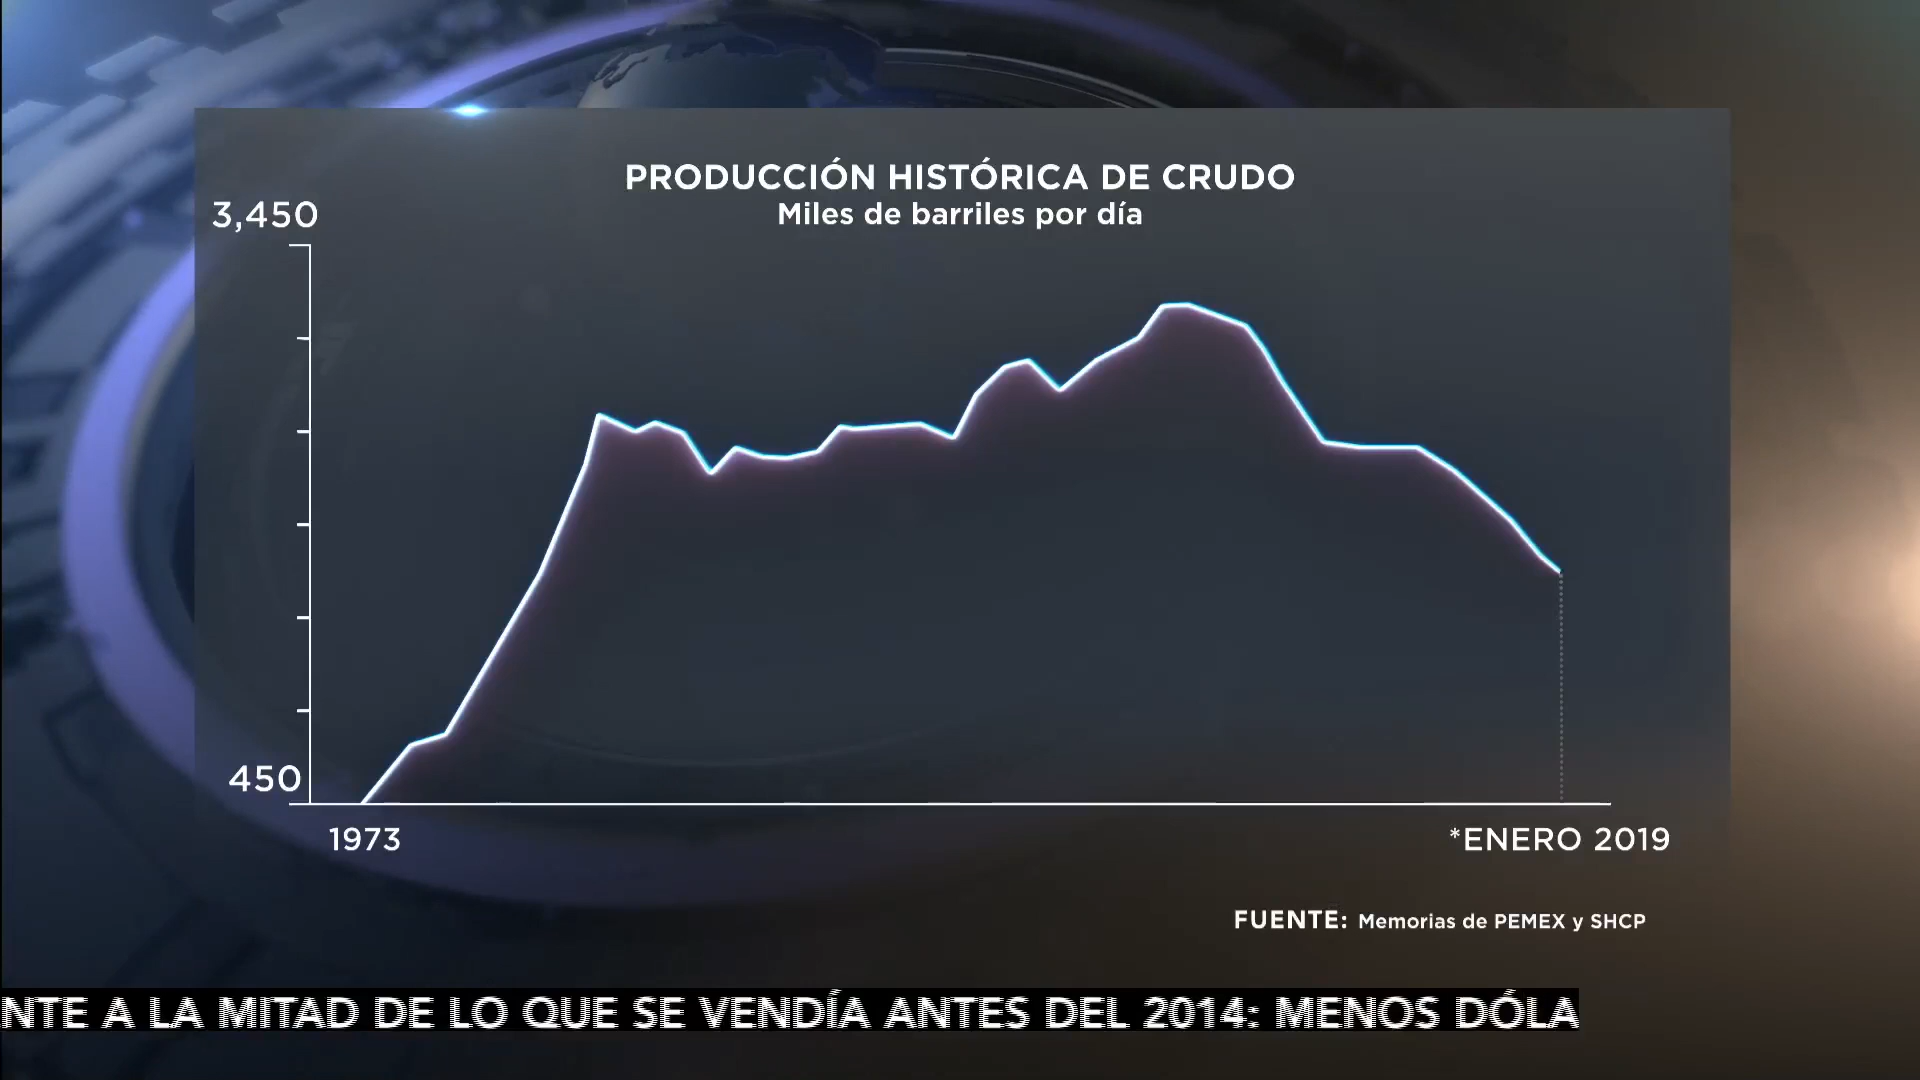 PRODUCCIÓN HISTÓRICA DE CRUDO
Miles de barriles por día
3,450
450
1973
*ENERO 2019
FUENTE: Memorias de PEMEX y SHCP
NTE A LA MITAD DE LO QUE SE VENDÍA ANTES DEL 2014: MENOS DÓLA